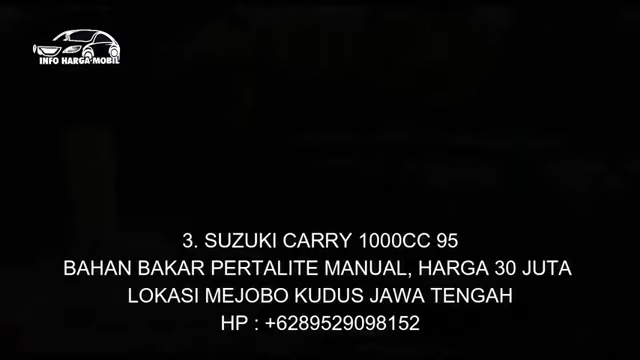 INFO HARGA MOBIL
3. SUZUKI CARRY 1000CC 95
BAHAN BAKAR PERTALITE MANUAL, HARGA 30 JUTA
LOKASI MEJOBO KUDUS JAWA TENGAH
HP : +6289529098152